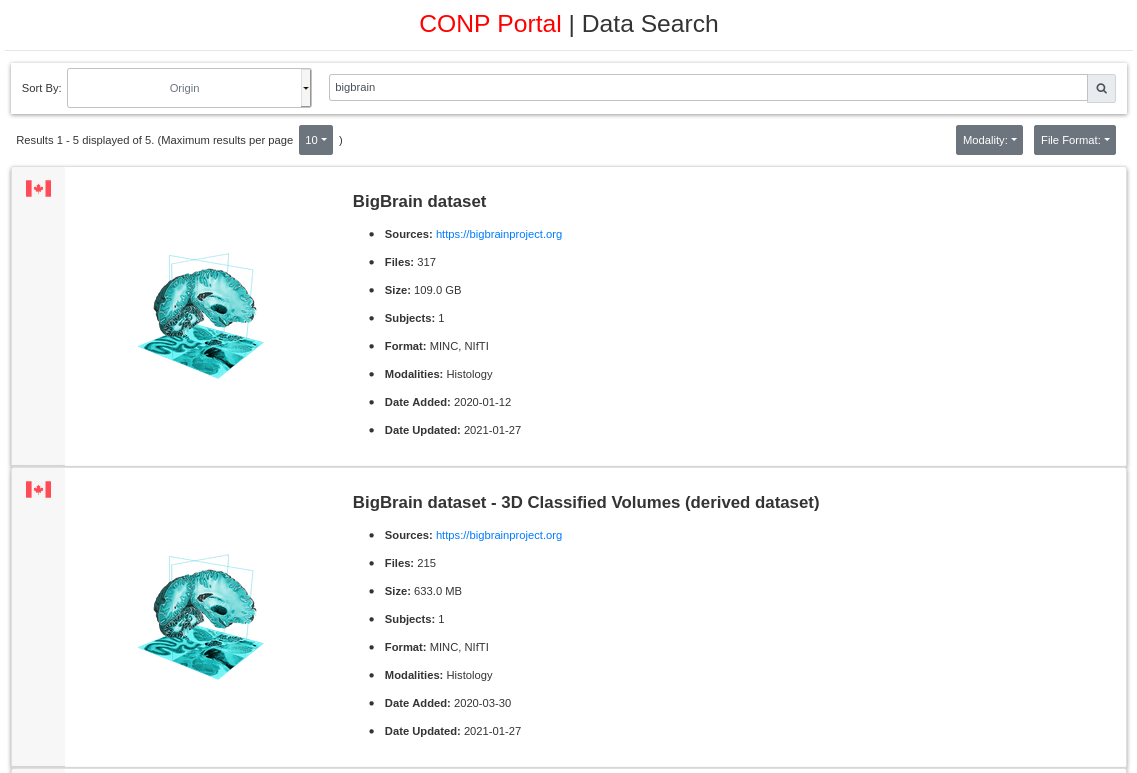 CONP Portal | Data Search
Sort By: Origin bigbrain
Results 1 - 5 displayed of 5. (Maximum results per page 10 ) Modality: File Format:
BigBrain dataset
Sources: https://bigbrainproject.org
Files: 317
Size: 109.0 GB
Subjects: 1
Format: MINC, NIfTI
Modalities: Histology
Date Added: 2020-01-12
Date Updated: 2021-01-27
BigBrain dataset - 3D Classified Volumes (derived dataset)
Sources: https://bigbrainproject.org
Files: 215
Size: 633.0 MB
Subjects: 1
Format: MINC, NIfTI
Modalities: Histology
Date Added: 2020-03-30
Date Updated: 2021-01-27